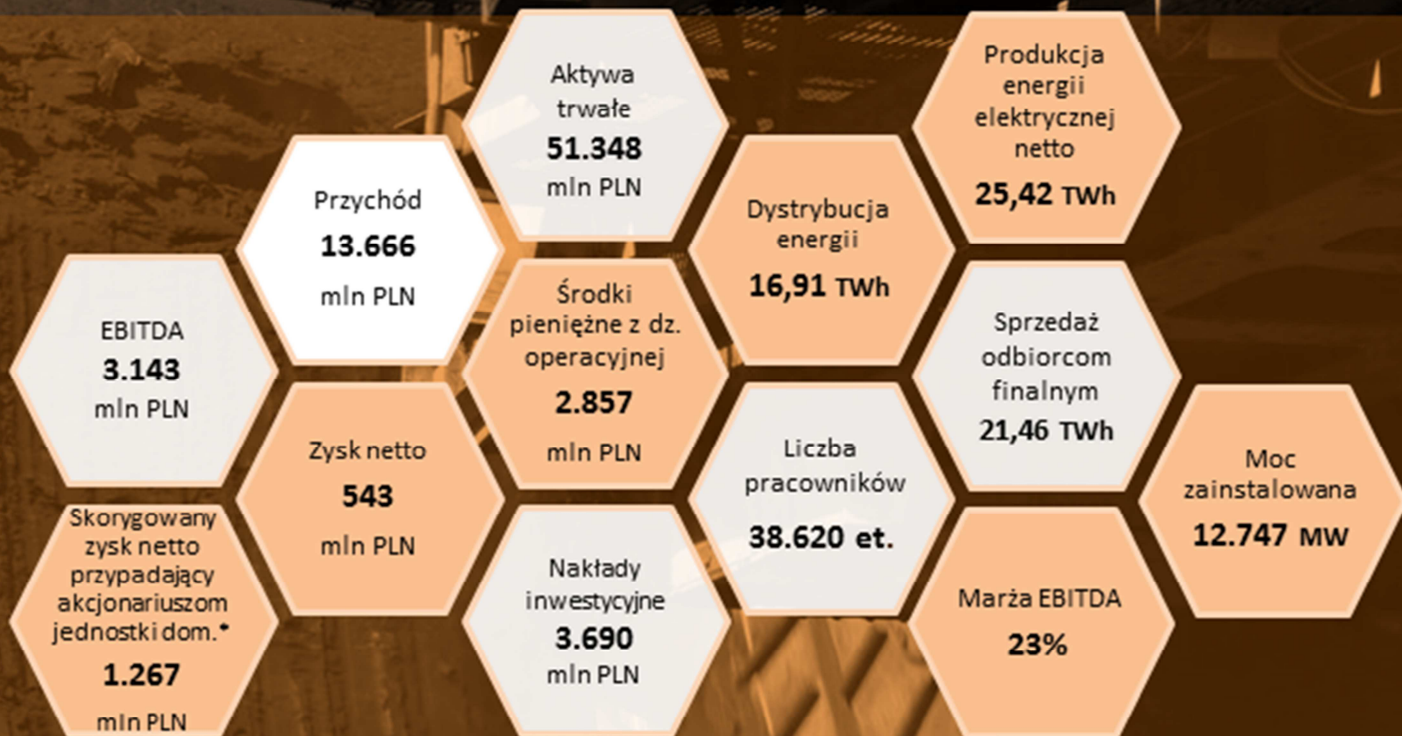 Aktywa
trwałe
51.348
mln PLN
Produkcja
energii
elektrycznej
netto
25,42 TWh
Przychód
13.666
mln PLN
Dystrybucja
energii
16,91 TWh
EBITDA
3.143
mln PLN
Środki
pieniężne z dz.
operacyjnej
2.857
mln PLN
Sprzedaż
odbiorcom
finalnym
21,46 TWh
Zysk netto
543
mln PLN
Liczba
pracowników
38.620 et.
Moc
zainstalowana
12.747 MW
Skorygowany
zysk netto
przypadający
akcjonariuszom
jednostki dom.*
1.267
mln PLN
Nakłady
inwestycyjne
3.690
mln PLN
Marża EBITDA
23%